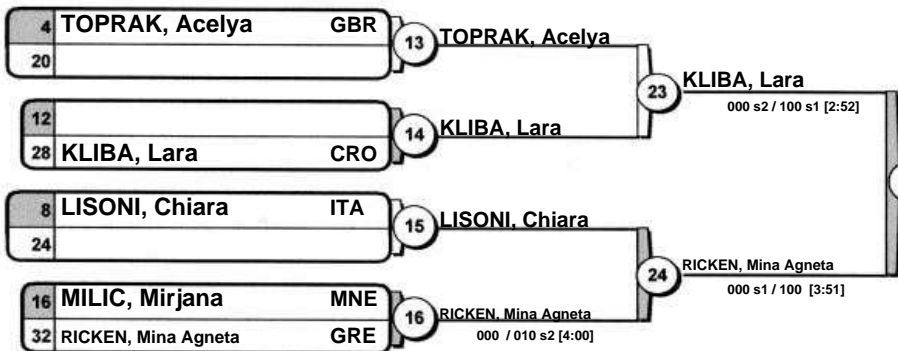 4 TOPRAK, Acelya GBR
20
13 TOPRAK, Acelya
12
28 KLIBA, Lara CRO
14 KLIBA, Lara
23 KLIBA, Lara
000 s2 / 100 s1 [2:52]
8 LISONI, Chiara ITA
24
15 LISONI, Chiara
16 MILIC, Mirjana MNE
32 RICKEN, Mina Agneta GRE
16 RICKEN, Mina Agneta
000 / 010 s2 [4:00]
24 RICKEN, Mina Agneta
000 s1 / 100 [3:51]